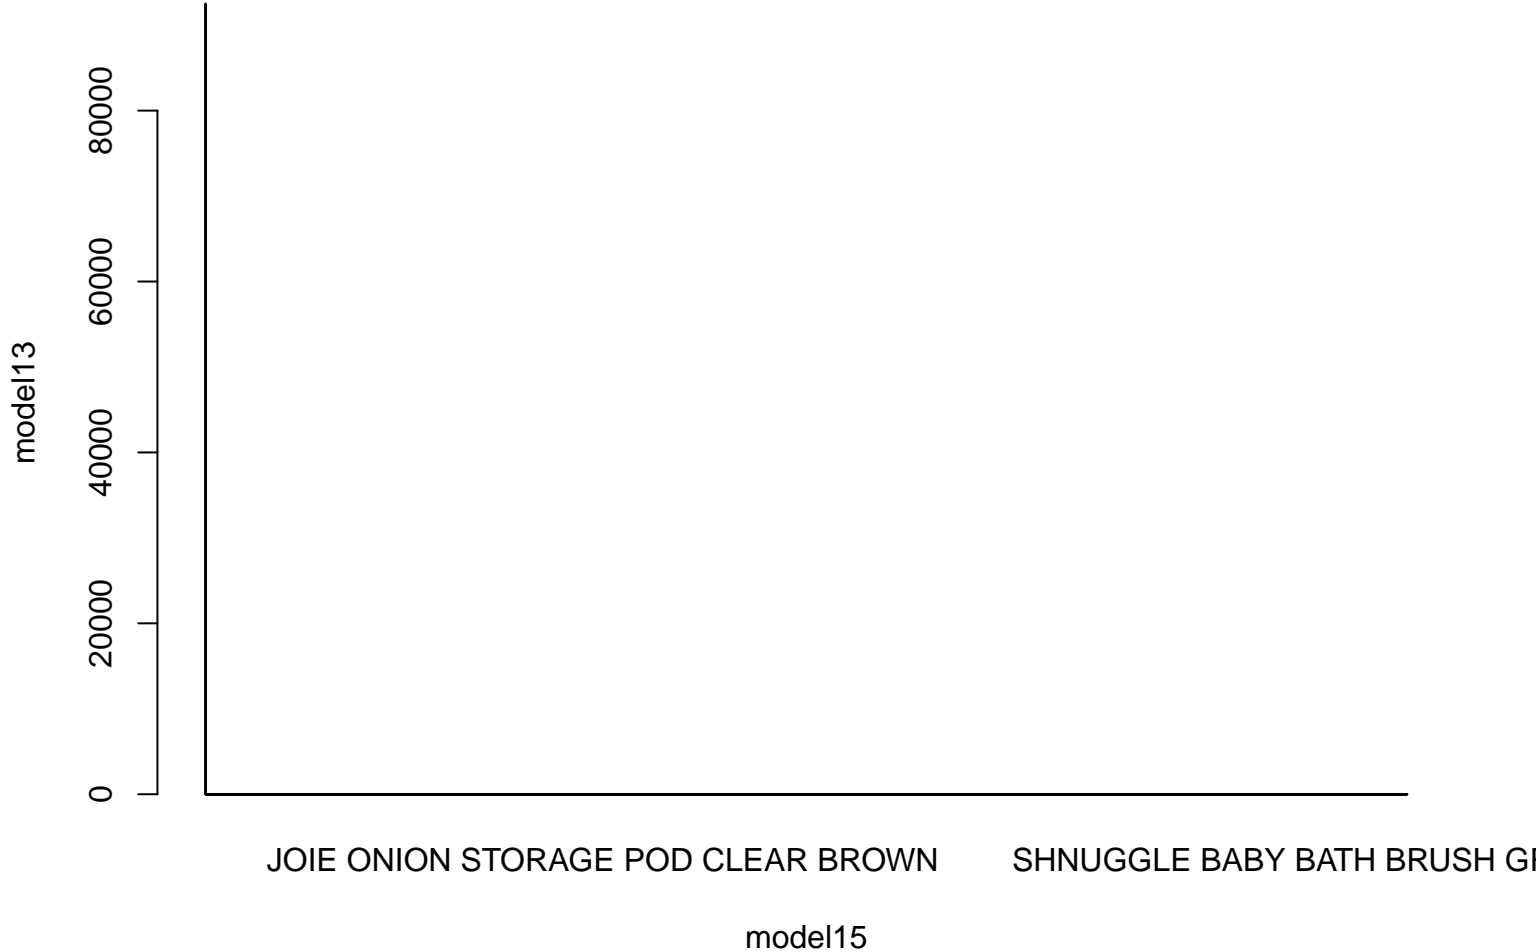 80000
60000
40000
20000
0
model13
JOIE ONION STORAGE POD CLEAR BROWN
SHNUGGLE BABY BATH BRUSH
model15